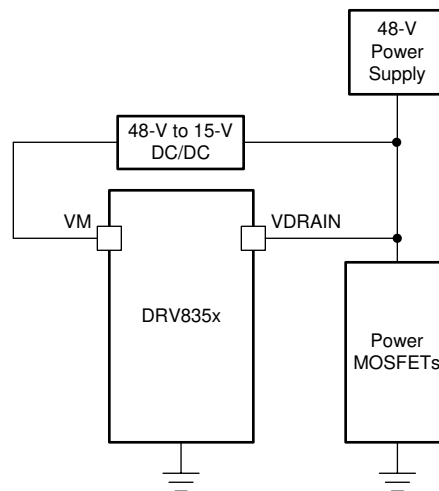 48-V
Power
Supply
48-V to 15-V
DC/DC
VM
VDRAIN
DRV835x
Power
MOSFETs